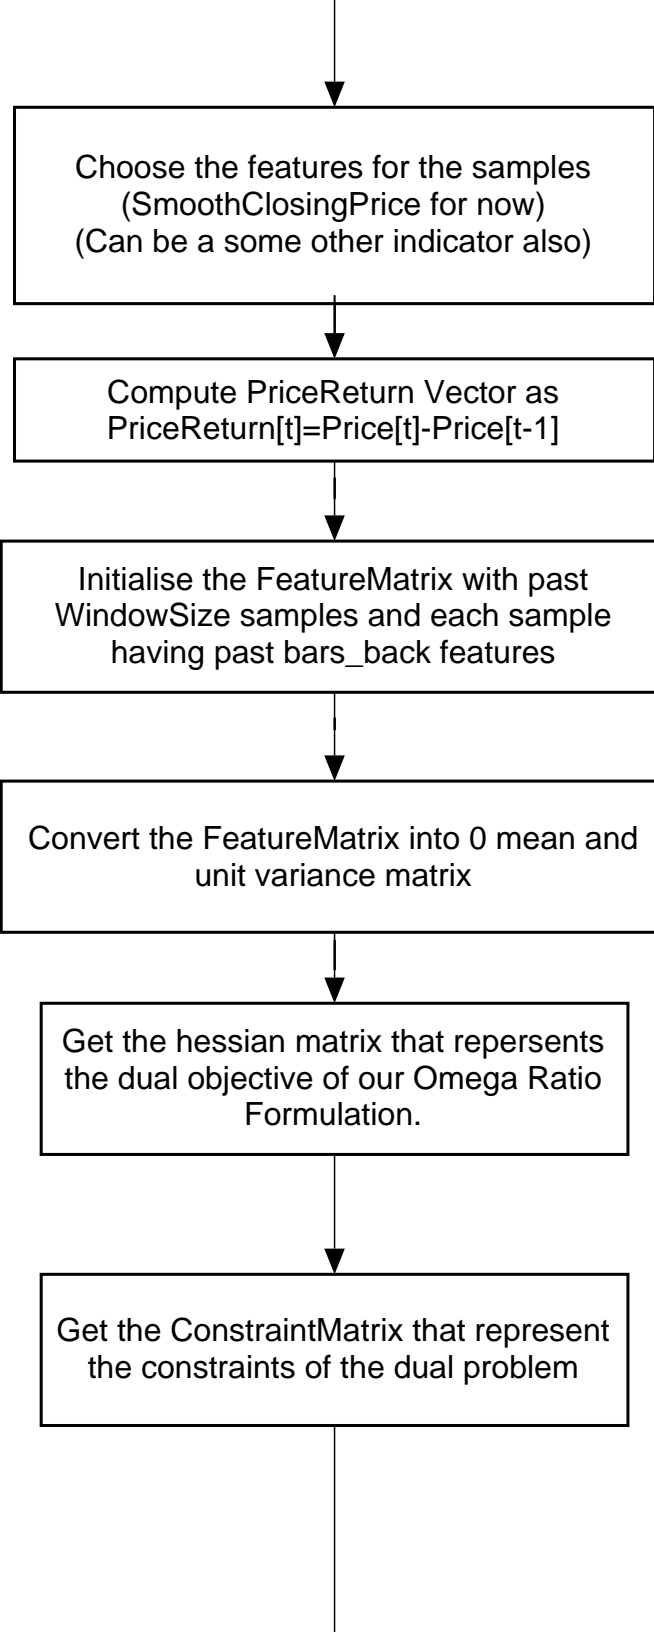 Choose the features for the samples
(SmoothClosingPrice for now)
(Can be a some other indicator also)
Compute PriceReturn Vector as
PriceReturn[t]=Price[t]-Price[t-1]
Initialise the FeatureMatrix with past
WindowSize samples and each sample
having past bars_back features
Convert the FeatureMatrix into 0 mean and
unit variance matrix
Get the hessian matrix that repersents
the dual objective of our Omega Ratio
Formulation.
Get the ConstraintMatrix that represent
the constraints of the dual problem